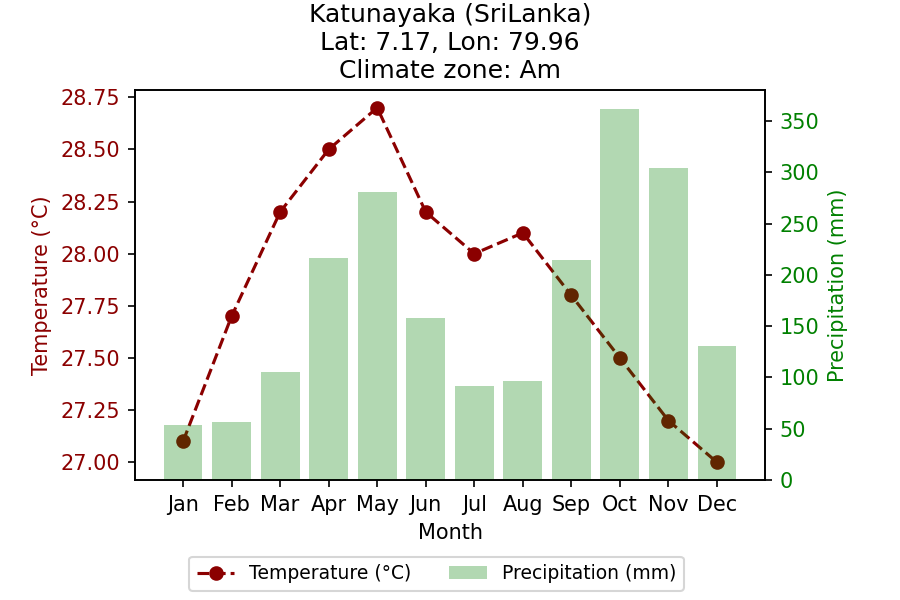 Katunayaka (SriLanka)
Lat: 7.17, Lon: 79.96
Climate zone: Am
Temperature (°C)
28.75
28.50
28.25
28.00
27.75
27.50
27.25
27.00
350
300
250
200
150
100
50
0
Precipitation (mm)
Jan Feb Mar Apr May Jun Jul Aug Sep Oct Nov Dec
Month
Temperature (°C) Precipitation (mm)